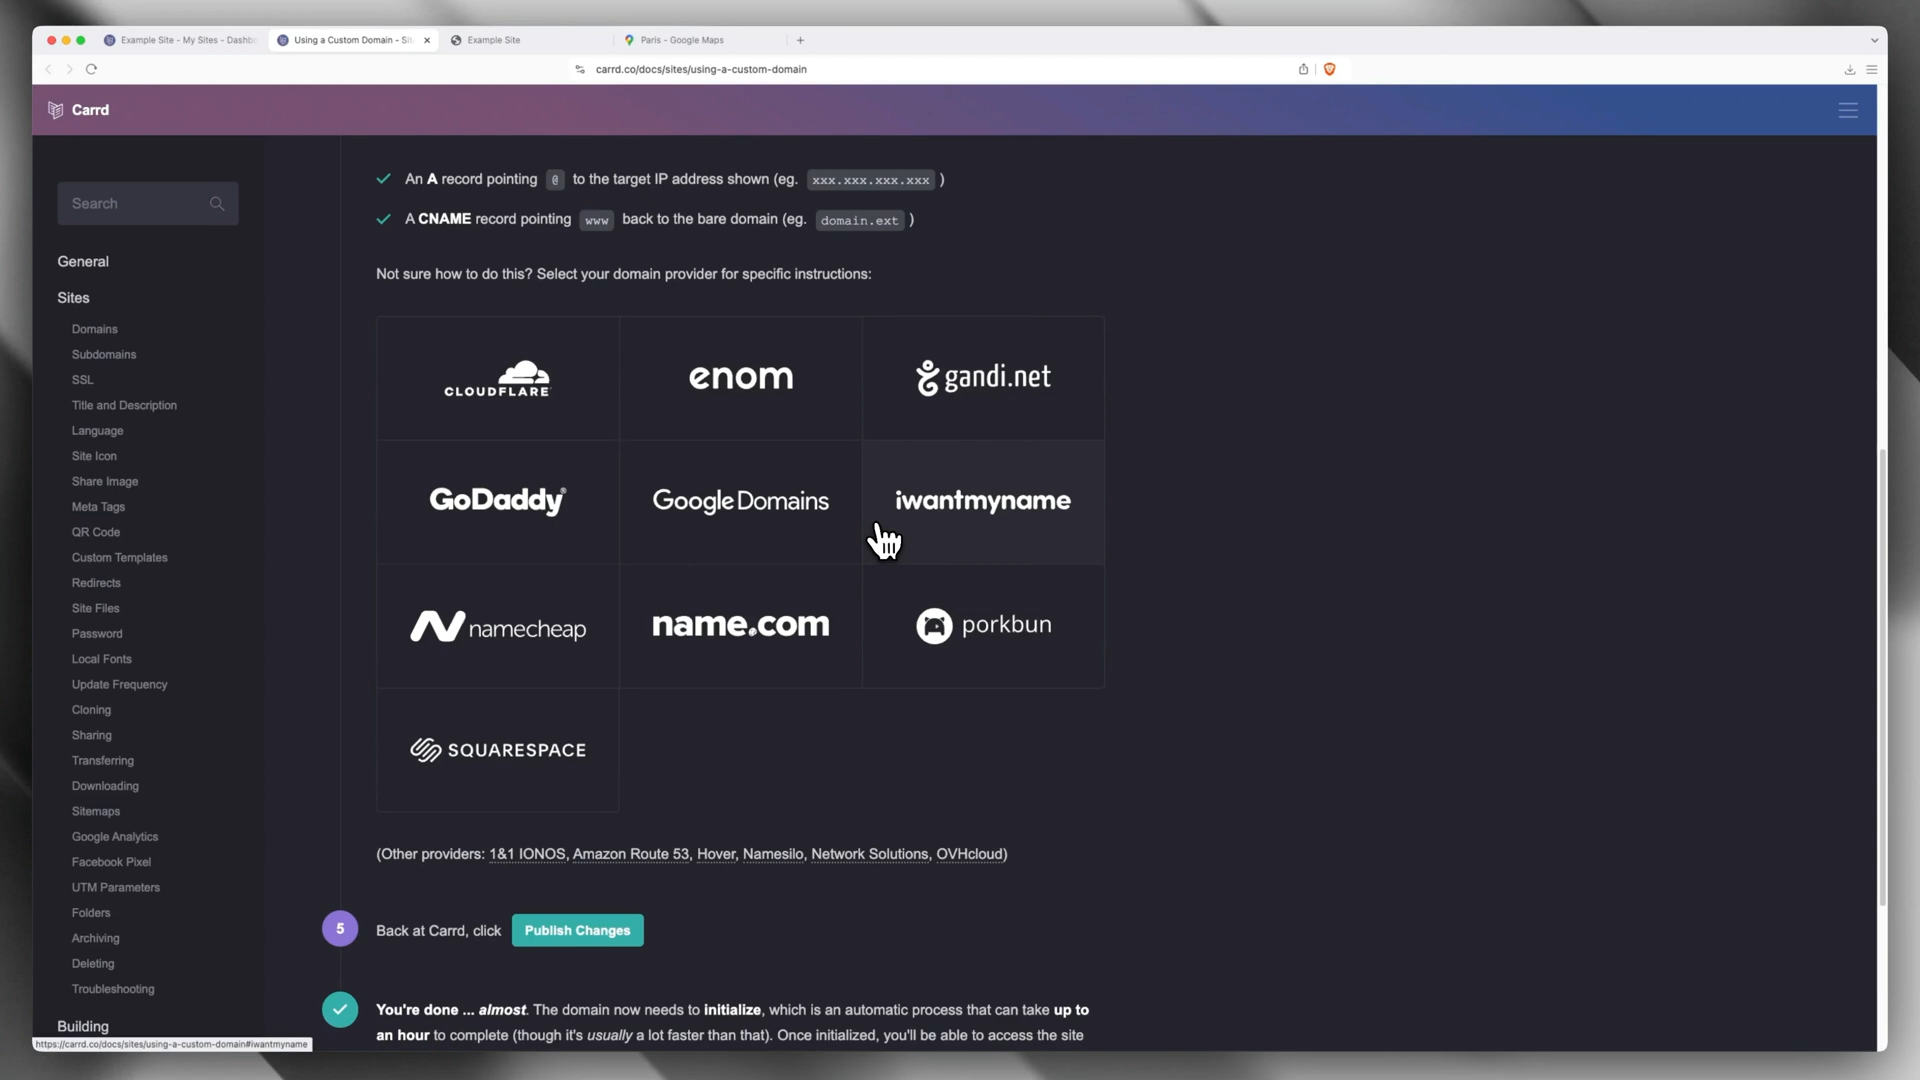 Example Site - My Sites - Dashbo
Using a Custom Domain - Sit
Example Site
Paris - Google Maps
carrd.co/docs/sites/using-a-custom-domain
Carrd
Search
General
Sites
Domains
Subdomains
SSL
Title and Description
Language
Site Icon
Share Image
Meta Tags
QR Code
Custom Templates
Redirects
Site Files
Password
Local Fonts
Update Frequency
Cloning
Sharing
Transferring
Downloading
Sitemaps
Google Analytics
Facebook Pixel
UTM Parameters
Folders
Archiving
Deleting
Troubleshooting
Building
An A record pointing @ to the target IP address shown (eg. xxx.xxx.xxx.xxx )
A CNAME record pointing www back to the bare domain (eg. domain.ext )
Not sure how to do this? Select your domain provider for specific instructions:
CLOUDFLARE
enom
gandi.net
GoDaddy
Google Domains
iwantmyname
namecheap
name.com
porkbun
SQUARESPACE
(Other providers: 1&1 IONOS, Amazon Route 53, Hover, Namesilo, Network Solutions, OVHcloud)
5
Back at Carrd, click Publish Changes
You're done ... almost. The domain now needs to initialize, which is an automatic process that can take up to
an hour to complete (though it's usually a lot faster than that). Once initialized, you'll be able to access the site
https://carrd.co/docs/sites/using-a-custom-domain#iwantmyname